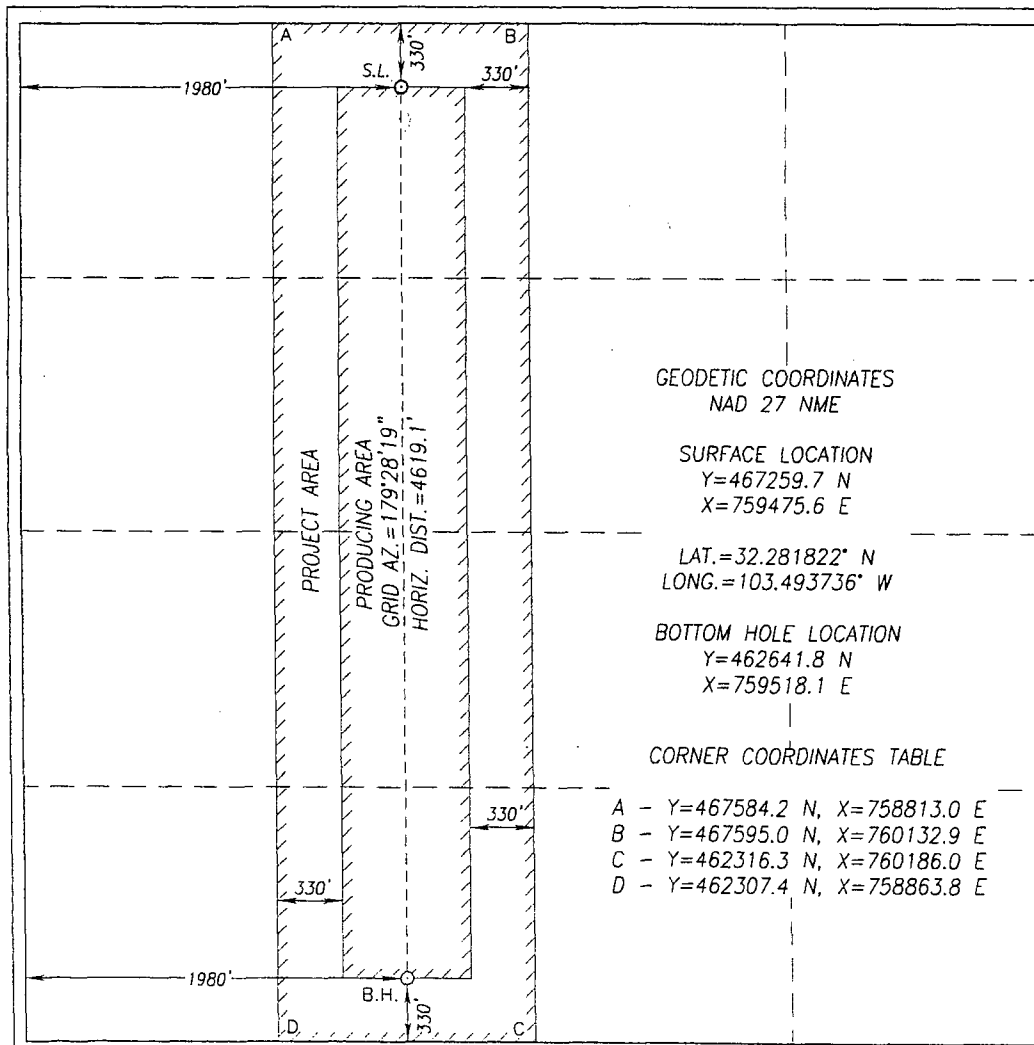 A
B
330'
S.L.
330'
1980'
PROJECT AREA
PRODUCING AREA
GRID AZ.=179°28'19"
HORIZ. DIST.=4619.1'
GEODETIC COORDINATES
NAD 27 NME
SURFACE LOCATION
Y=467259.7 N
X=759475.6 E
LAT.=32.281822° N
LONG.=103.493736° W
BOTTOM HOLE LOCATION
Y=462641.8 N
X=759518.1 E
CORNER COORDINATES TABLE
A - Y=467584.2 N, X=758813.0 E
B - Y=467595.0 N, X=760132.9 E
C - Y=462316.3 N, X=760186.0 E
D - Y=462307.4 N, X=758863.8 E
330'
330'
1980'
B.H.
330'
D
C